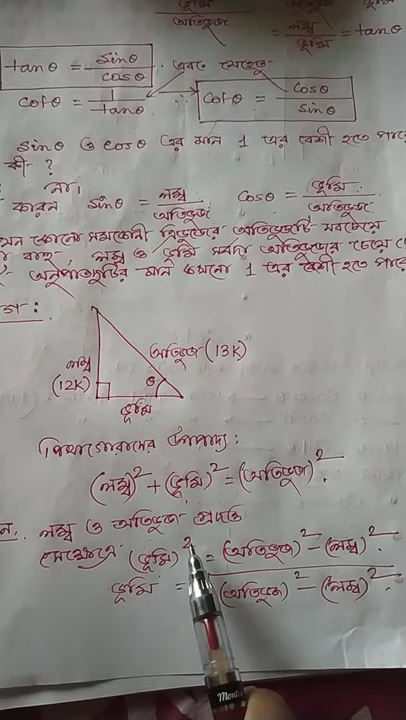 ভূমি
অতিভুজ
= লম্ব / ভূমি = tanθ
tanθ = sinθ / cosθ এবং যেহেতু
cotθ = 1 / tanθ ∴ cotθ = cosθ / sinθ
sinθ ও cosθ এর মান 1 এর বেশী হতে পারে
কী ?
না।
কারন sinθ = লম্ব / অতিভুজ cosθ = ভূমি / অতিভুজ
কোনো সমকোনী ত্রিভুজের অতিভুজটি সবচেয়ে
বাহু, লম্ব ও ভূমি সর্বদা অতিভুজের চেয়ে
অনুপাতগুলির মান কখনো 1 এর বেশী হতে পারে
লম্ব অতিভুজ (13K)
(12K) θ
ভূমি
পিথাগোরাসের উপপাদ্য :
(লম্ব)² + (ভূমি)² = (অতিভুজ)².
লম্ব ও অতিভুজ প্রদত্ত
সেক্ষেত্রে (ভূমি)² = (অতিভুজ)² – (লম্ব)².
ভূমি = (অতিভুজ)² – (লম্ব)².